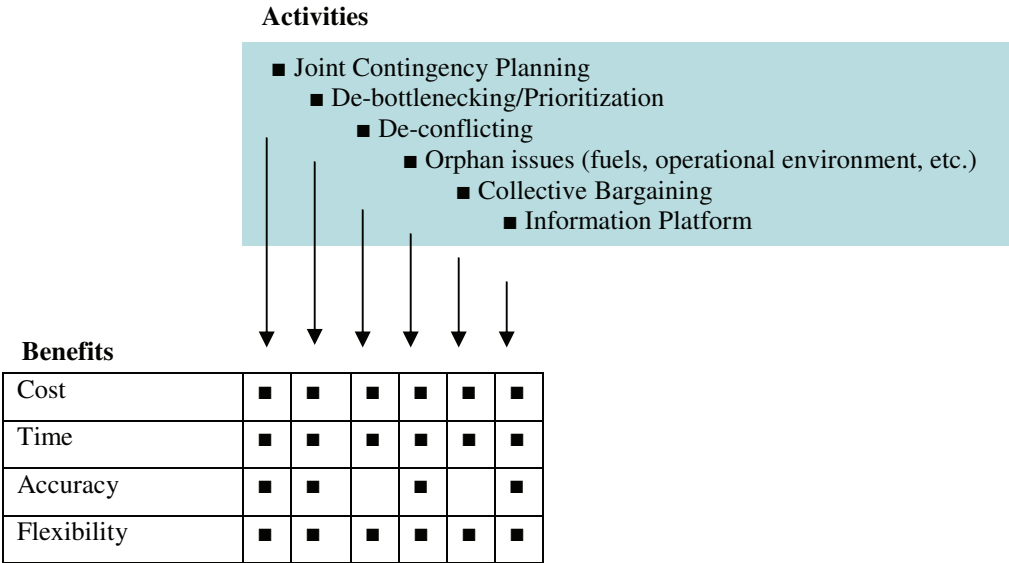 Activities
■ Joint Contingency Planning
■ De-bottlenecking/Prioritization
■ De-conflicting
■ Orphan issues (fuels, operational environment, etc.)
■ Collective Bargaining
■ Information Platform
Benefits
Cost ■ ■ ■ ■ ■ ■
Time ■ ■ ■ ■ ■ ■
Accuracy ■ ■ ■ ■
Flexibility ■ ■ ■ ■ ■ ■